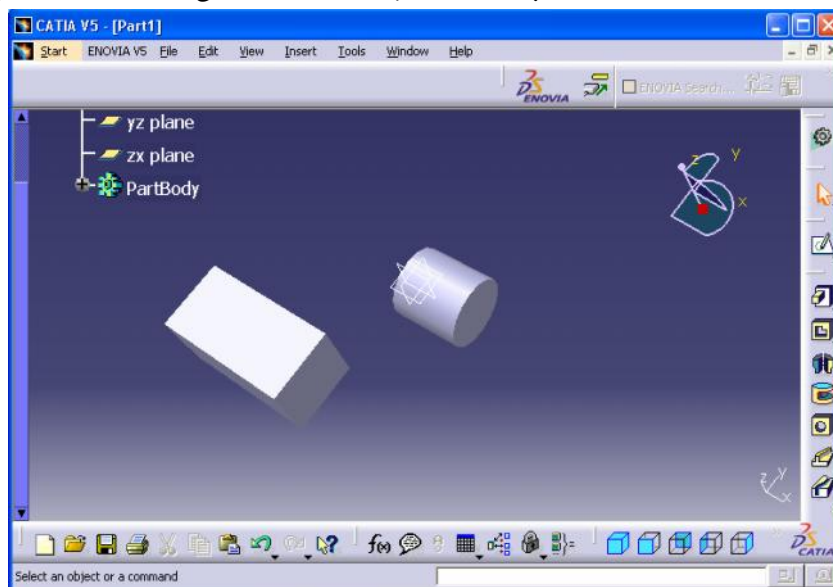 CATIA V5 - [Part1]
Start ENOVIA V5 File Edit View Insert Tools Window Help
ENOVIA
ENOVIA Search...
yz plane
zx plane
PartBody
z y
x
z y
x
f(x)
CATIA
Select an object or a command